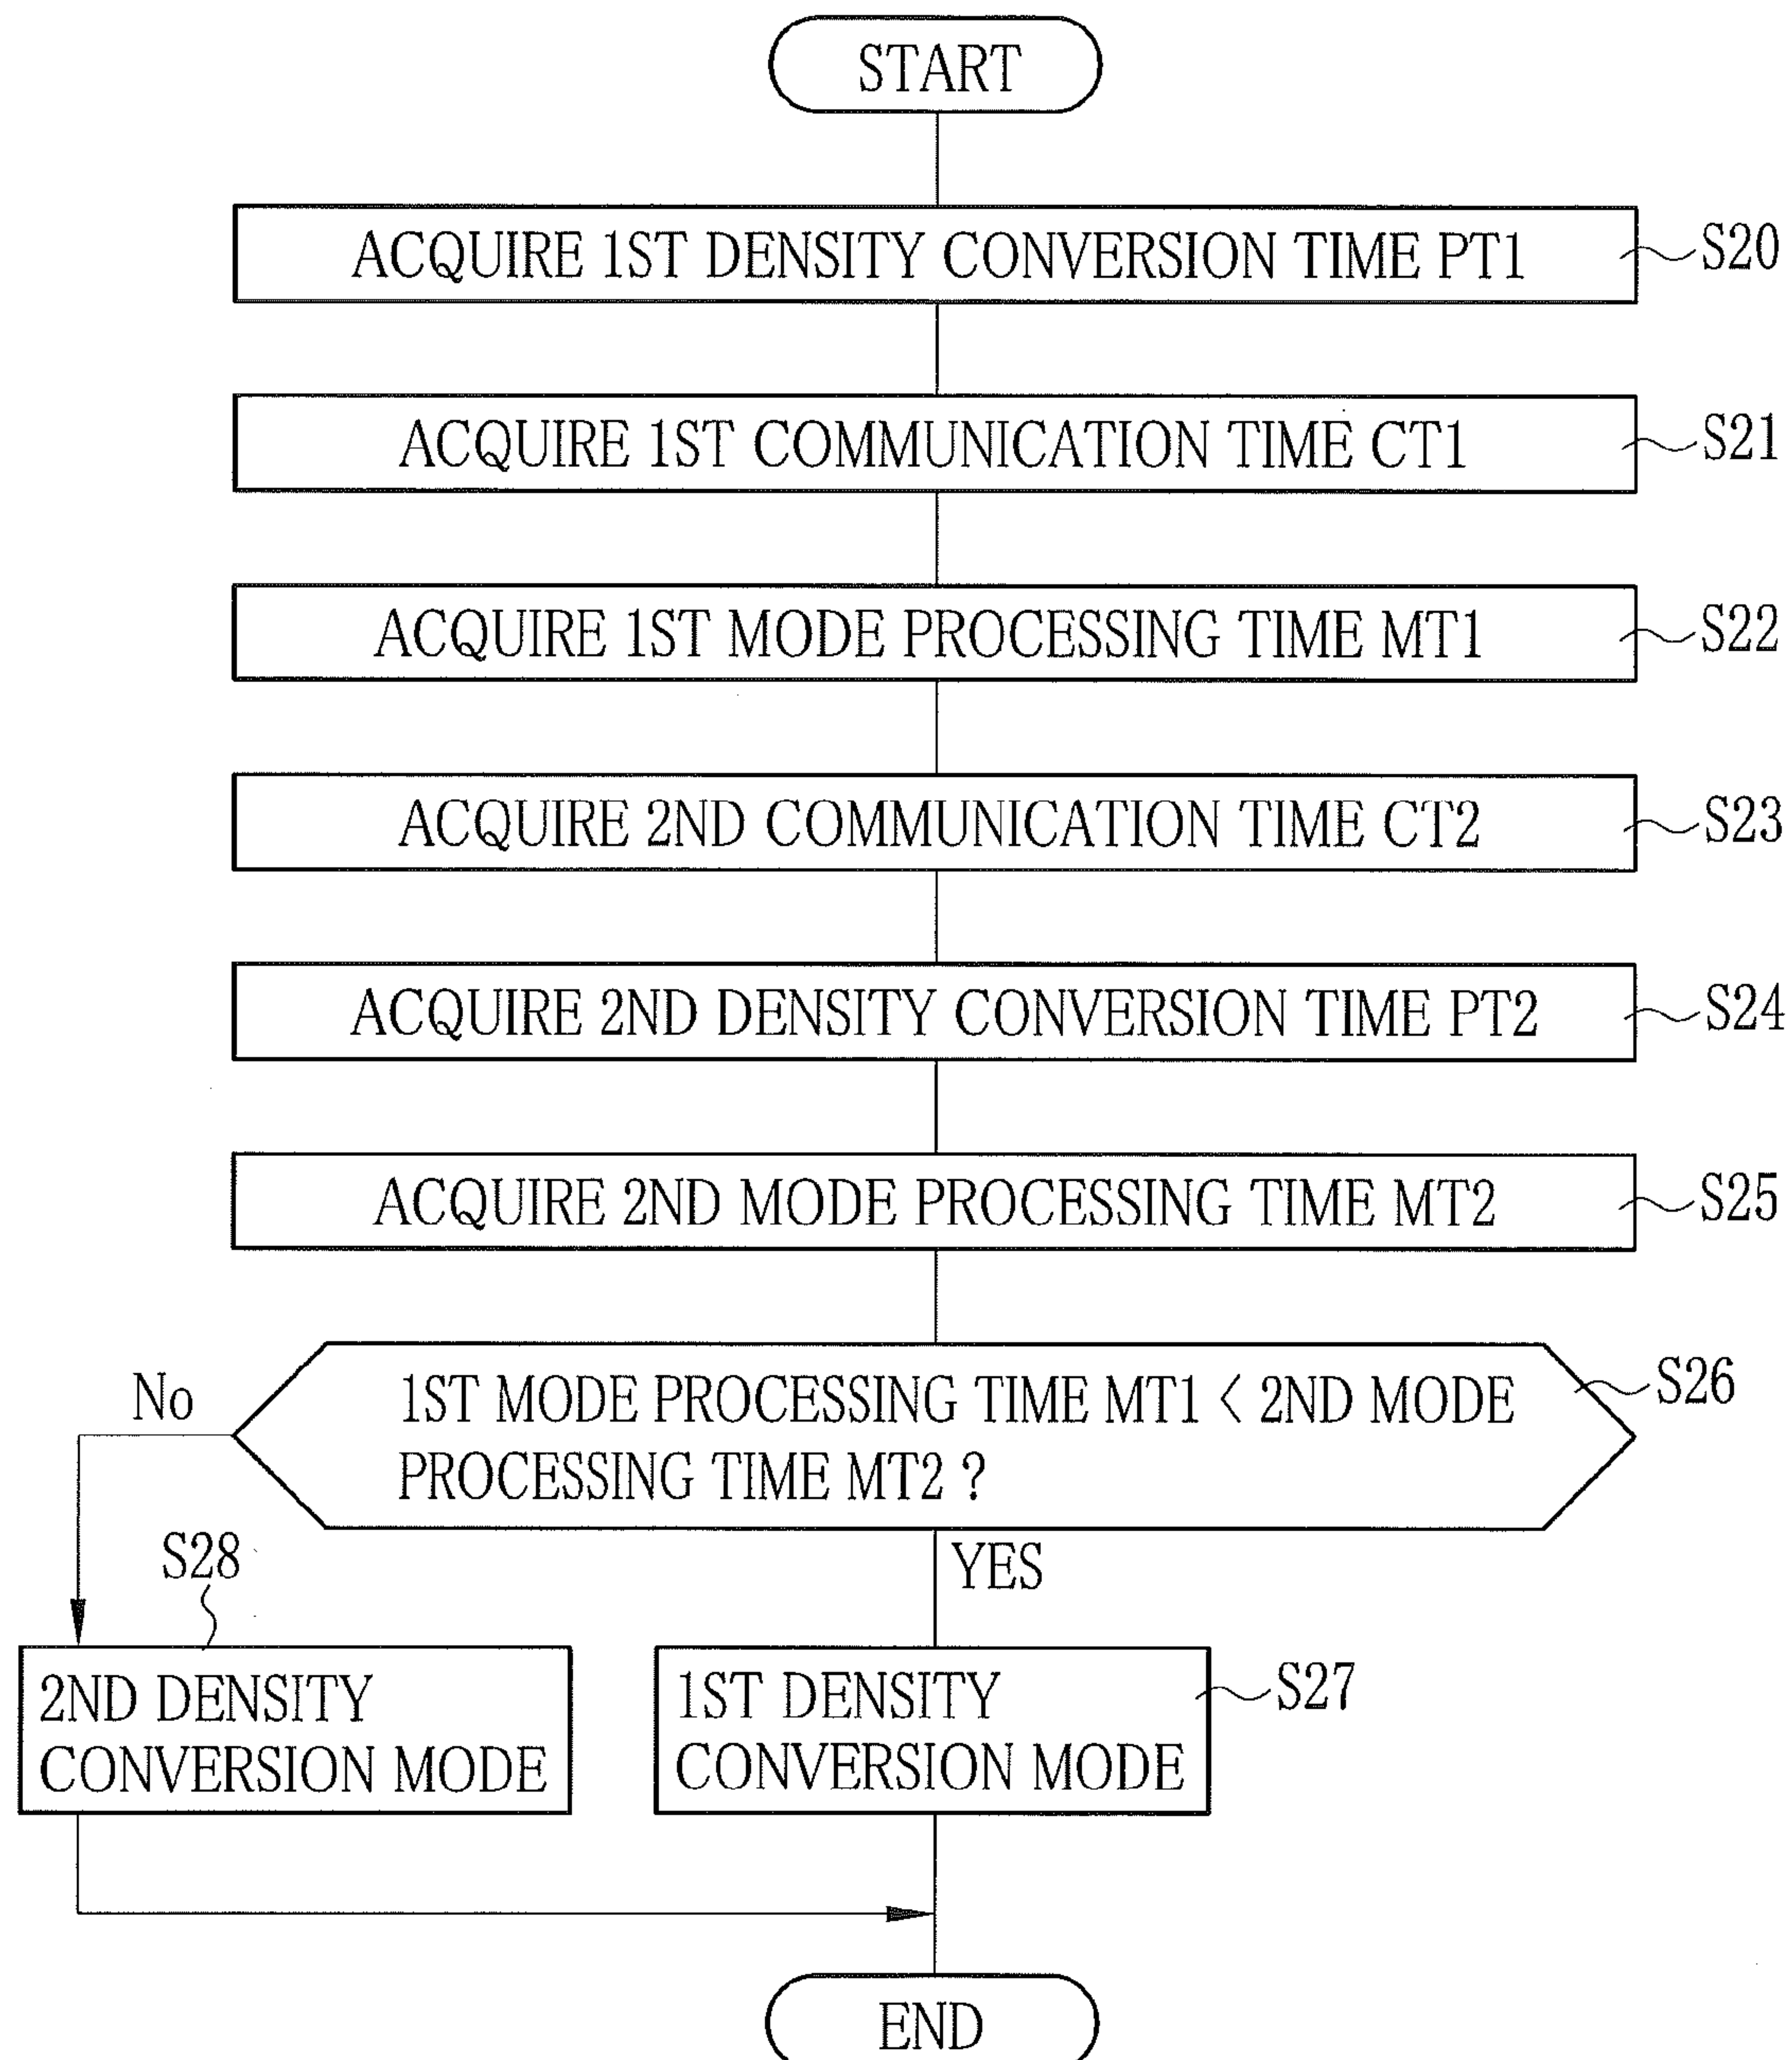 START
ACQUIRE 1ST DENSITY CONVERSION TIME PT1
S20
ACQUIRE 1ST COMMUNICATION TIME CT1
S21
ACQUIRE 1ST MODE PROCESSING TIME MT1
S22
ACQUIRE 2ND COMMUNICATION TIME CT2
S23
ACQUIRE 2ND DENSITY CONVERSION TIME PT2
S24
ACQUIRE 2ND MODE PROCESSING TIME MT2
S25
No
1ST MODE PROCESSING TIME MT1 < 2ND MODE
PROCESSING TIME MT2 ?
S26
S28
YES
2ND DENSITY
CONVERSION MODE
1ST DENSITY
CONVERSION MODE
S27
END